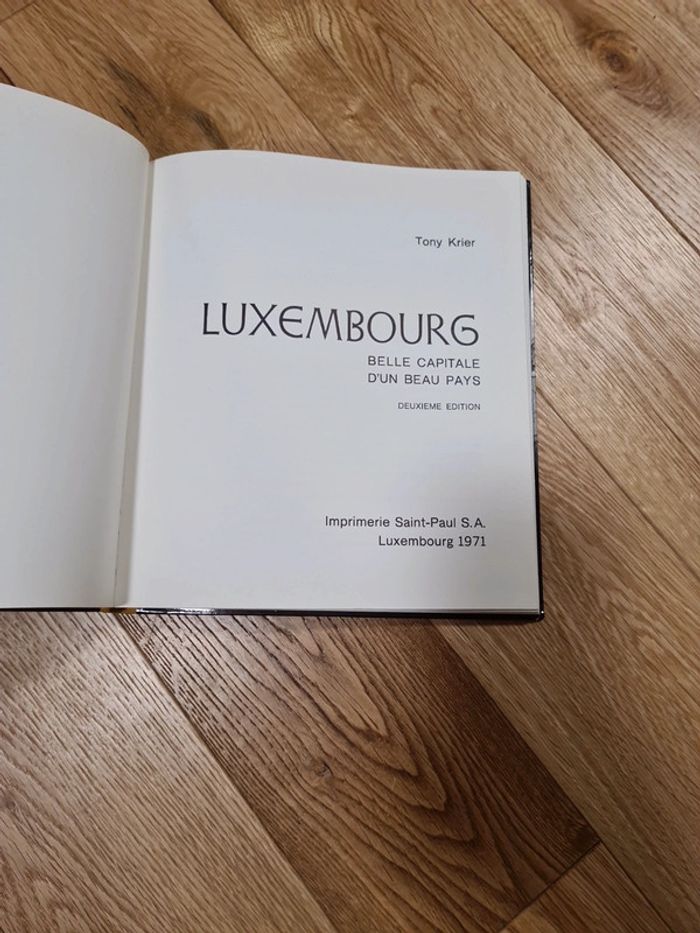 Tony Krier
LUXEMBOURG
BELLE CAPITALE
D'UN BEAU PAYS
DEUXIEME EDITION
Imprimerie Saint-Paul S.A.
Luxembourg 1971